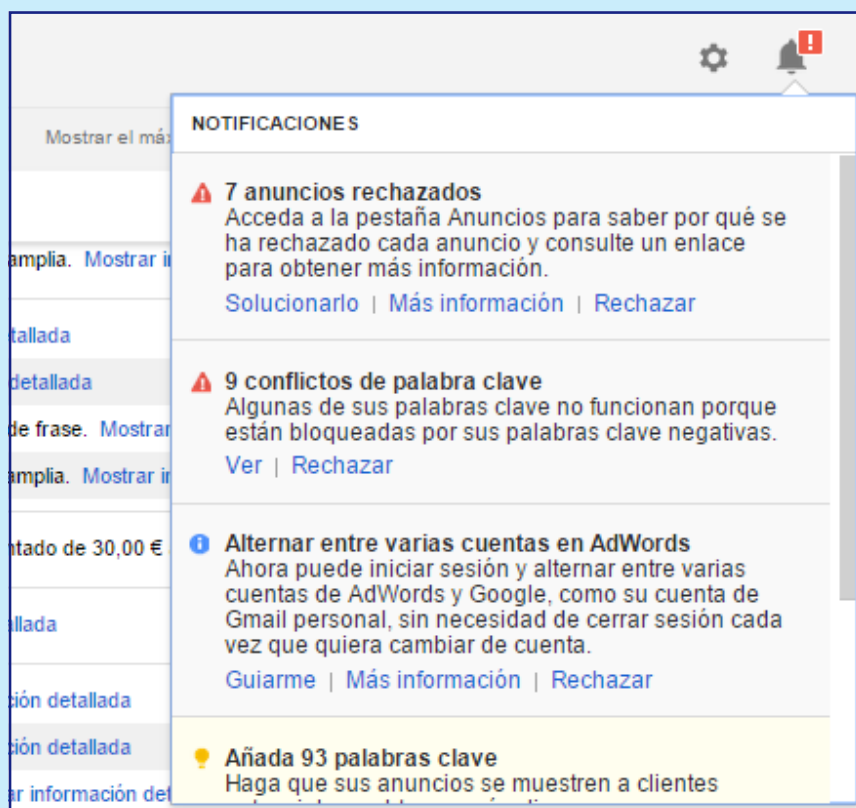 Mostrar el má
NOTIFICACIONES
7 anuncios rechazados
Acceda a la pestaña Anuncios para saber por qué se
ha rechazado cada anuncio y consulte un enlace
para obtener más información.
Solucionarlo | Más información | Rechazar
9 conflictos de palabra clave
Algunas de sus palabras clave no funcionan porque
están bloqueadas por sus palabras clave negativas.
Ver | Rechazar
Alternar entre varias cuentas en AdWords
Ahora puede iniciar sesión y alternar entre varias
cuentas de AdWords y Google, como su cuenta de
Gmail personal, sin necesidad de cerrar sesión cada
vez que quiera cambiar de cuenta.
Guiarme | Más información | Rechazar
Añada 93 palabras clave
Haga que sus anuncios se muestren a clientes
amplia. Mostrar i
tallada
detallada
de frase. Mostrar
amplia. Mostrar i
ntado de 30,00 €
allada
ción detallada
ción detallada
ar información det